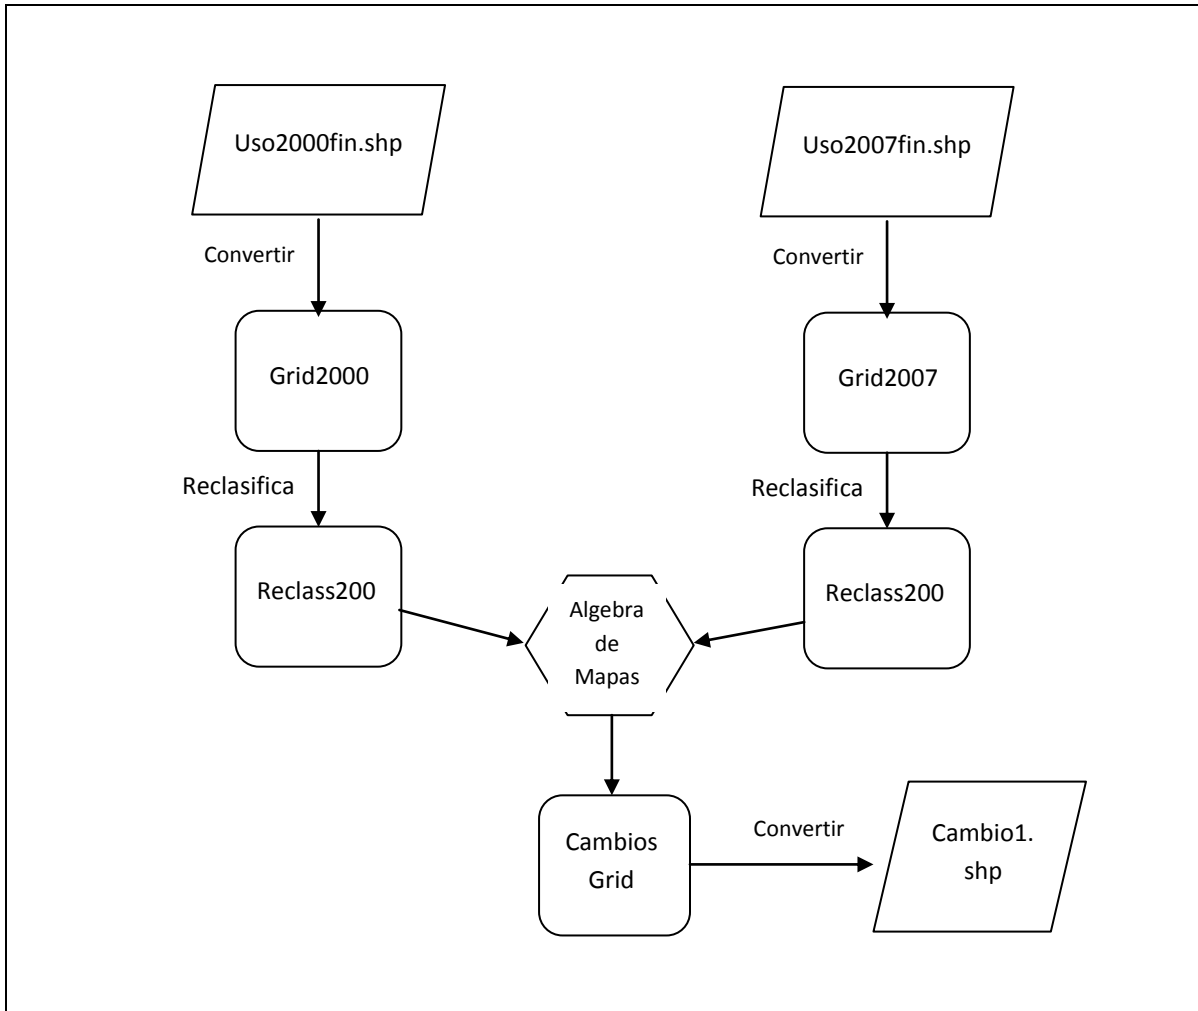 Uso2000fin.shp
Uso2007fin.shp
Convertir
Convertir
Grid2000
Grid2007
Reclasifica
Reclasifica
Reclass200
Reclass200
Algebra
de
Mapas
Cambios
Grid
Convertir
Cambio1.
shp